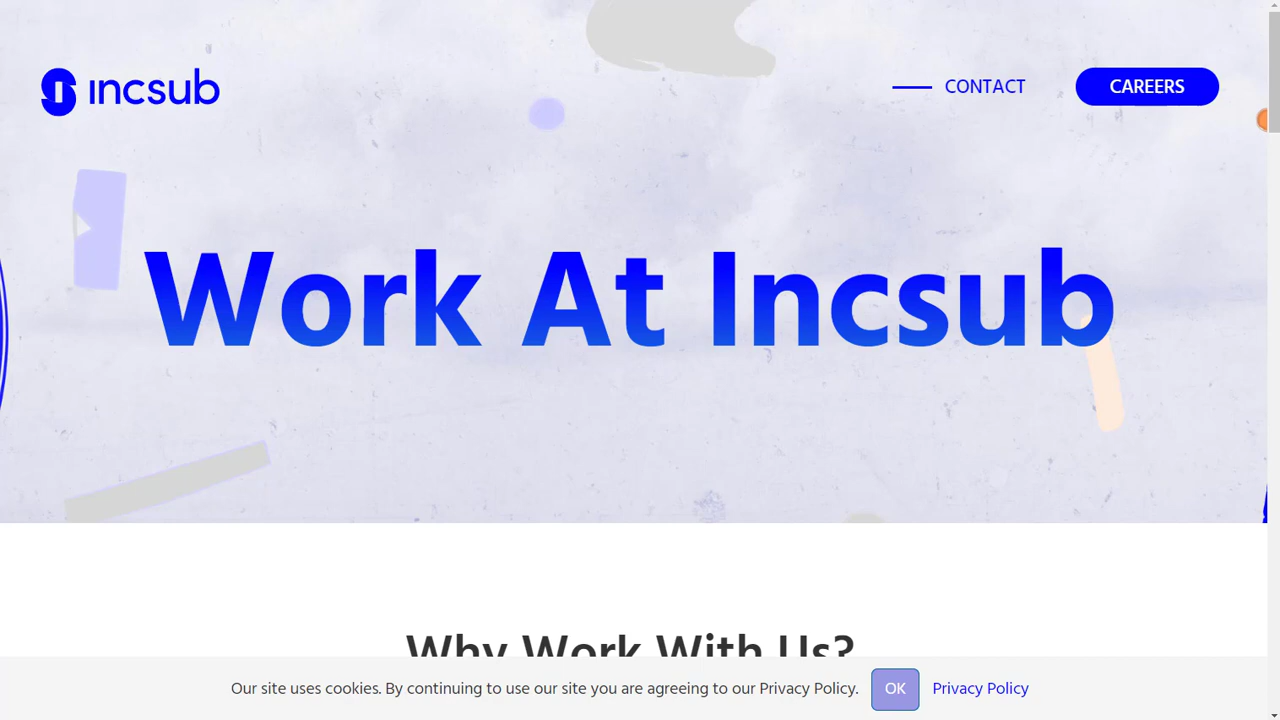 incsub
CONTACT
CAREERS
Work At Incsub
Why Work With Us?
Our site uses cookies. By continuing to use our site you are agreeing to our Privacy Policy.
OK
Privacy Policy